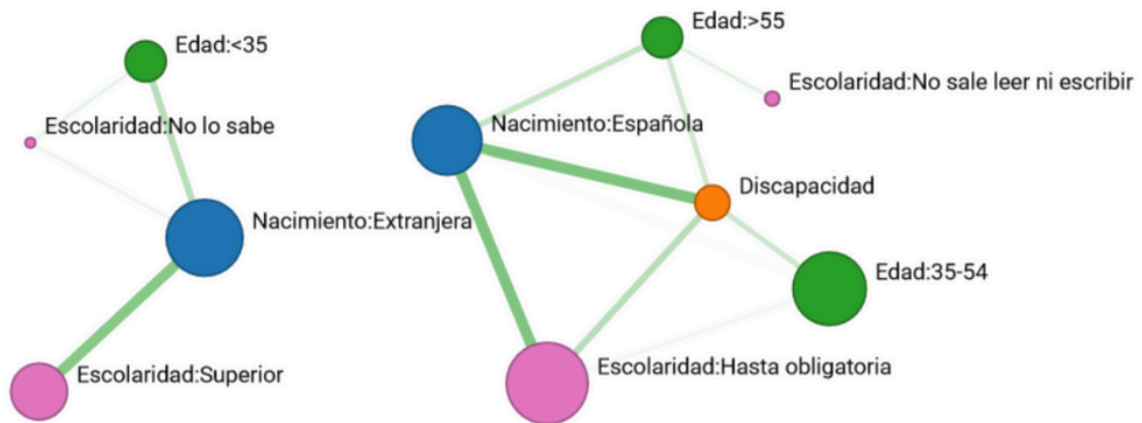 Edad:<35
Escolaridad:No lo sabe
Nacimiento:Extranjera
Escolaridad:Superior
Edad:>55
Escolaridad:No sale leer ni escribir
Nacimiento:Española
Discapacidad
Edad:35-54
Escolaridad:Hasta obligatoria